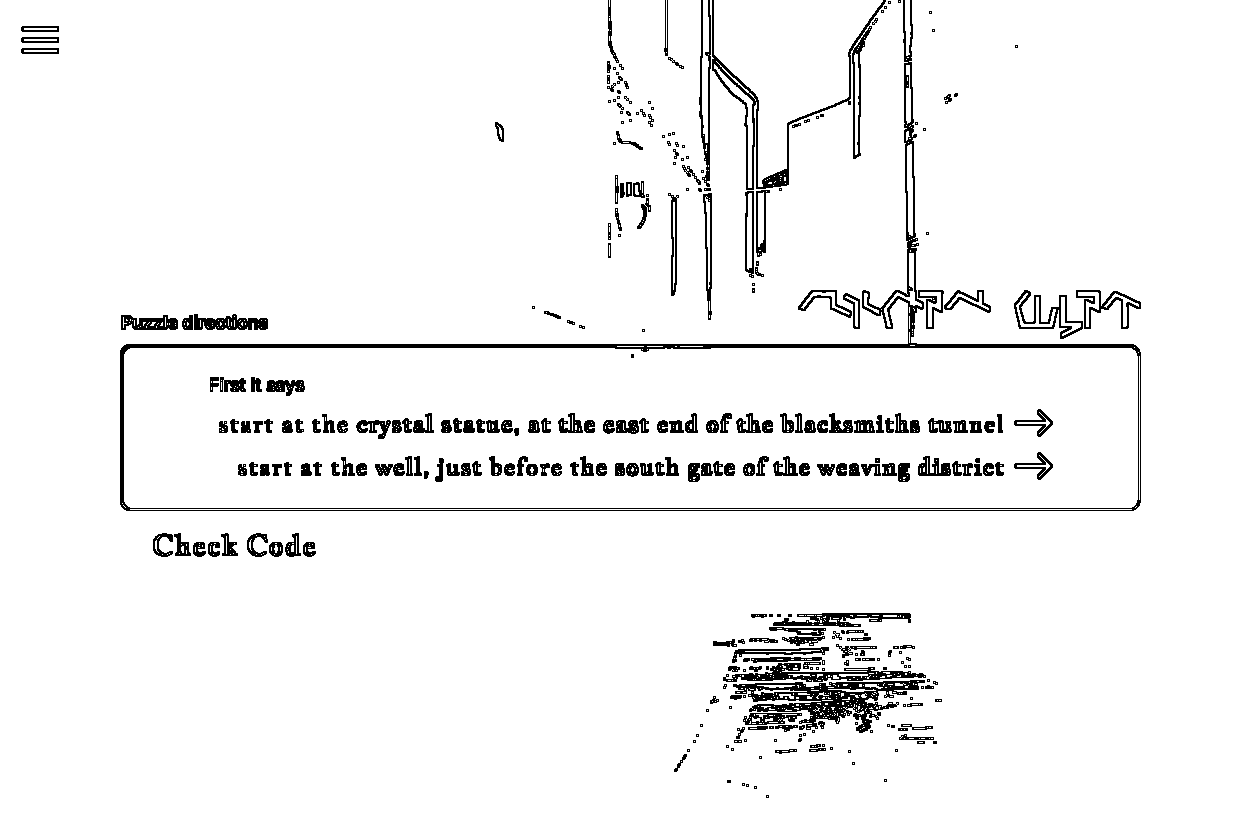 Puzzle directions
First it says
start at the crystal statue, at the east end of the blacksmiths tunnel →
start at the well, just before the south gate of the weaving district →
Check Code